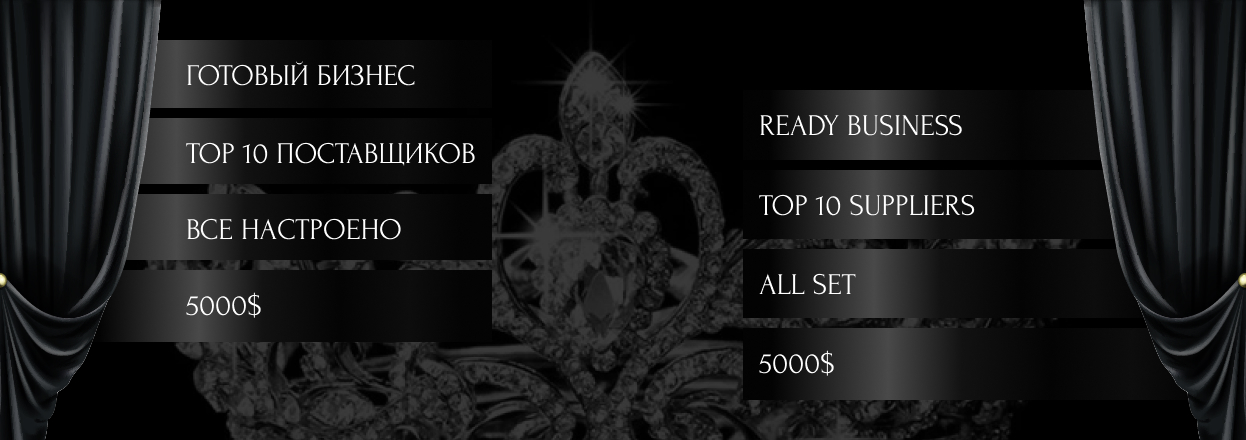 ГОТОВЫЙ БИЗНЕС
TOP 10 ПОСТАВЩИКОВ
ВСЕ НАСТРОЕНО
5000$
READY BUSINESS
TOP 10 SUPPLIERS
ALL SET
5000$